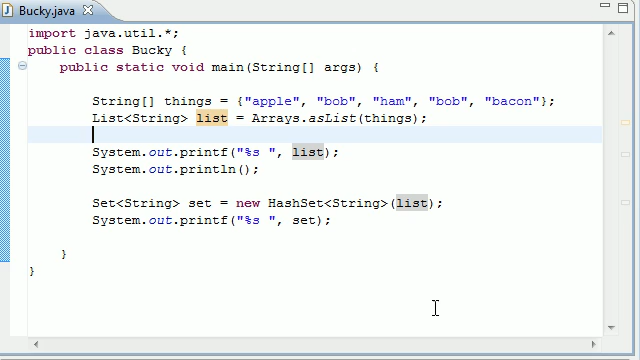 Bucky.java
import java.util.*;
public class Bucky {
public static void main(String[] args) {
String[] things = {"apple", "bob", "ham", "bob", "bacon"};
List<String> list = Arrays.asList(things);
System.out.printf("%s ", list);
System.out.println();
Set<String> set = new HashSet<String>(list);
System.out.printf("%s ", set);
}
}